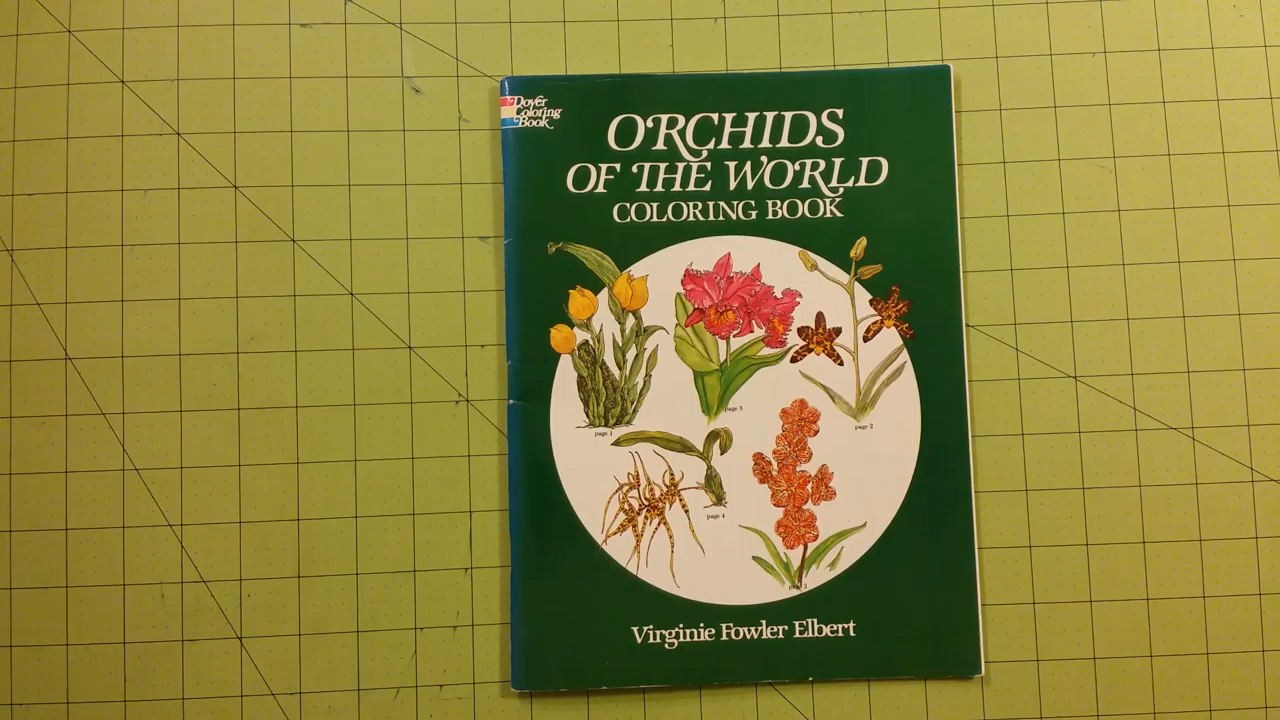 Dover
Coloring
Book
ORCHIDS
OF THE WORLD
COLORING BOOK
page 1
page 5
page 2
page 4
page 3
Virginie Fowler Elbert